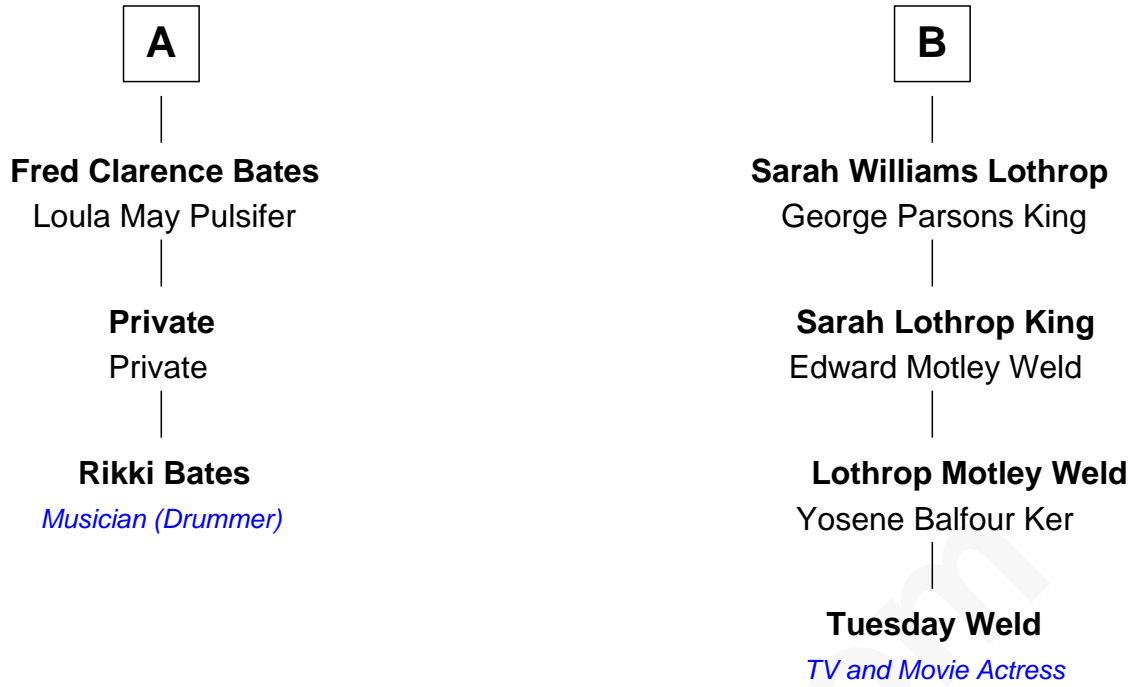 A
Fred Clarence Bates
Loula May Pulsifer
Private
Private
Rikki Bates
Musician (Drummer)
B
Sarah Williams Lothrop
George Parsons King
Sarah Lothrop King
Edward Motley Weld
Lothrop Motley Weld
Yosene Balfour Ker
Tuesday Weld
TV and Movie Actress